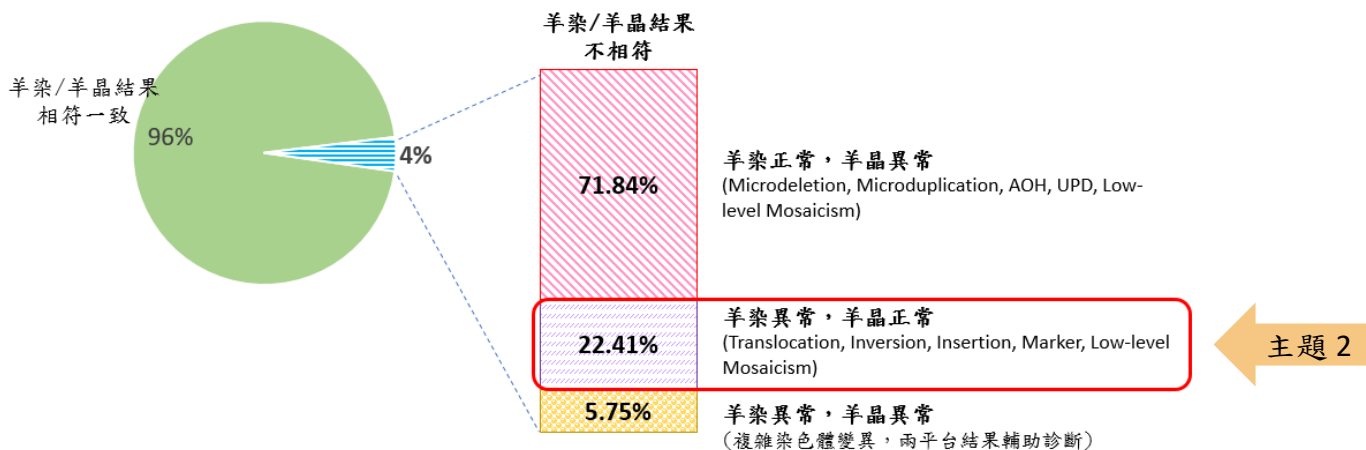 羊染/羊晶結果
相符一致
96%
4%
羊染/羊晶結果
不相符
71.84%
羊染正常，羊晶異常
(Microdeletion, Microduplication, AOH, UPD, Low-
level Mosaicism)
22.41%
羊染異常，羊晶正常
(Translocation, Inversion, Insertion, Marker, Low-level
Mosaicism)
主題 2
5.75%
羊染異常，羊晶異常
(複雜染色體變異，兩平台結果輔助診斷)